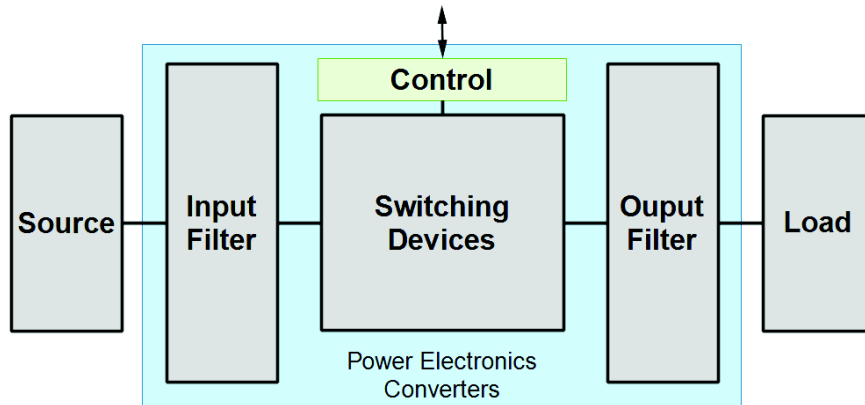 Control
Source
Input
Filter
Switching
Devices
Ouput
Filter
Load
Power Electronics
Converters